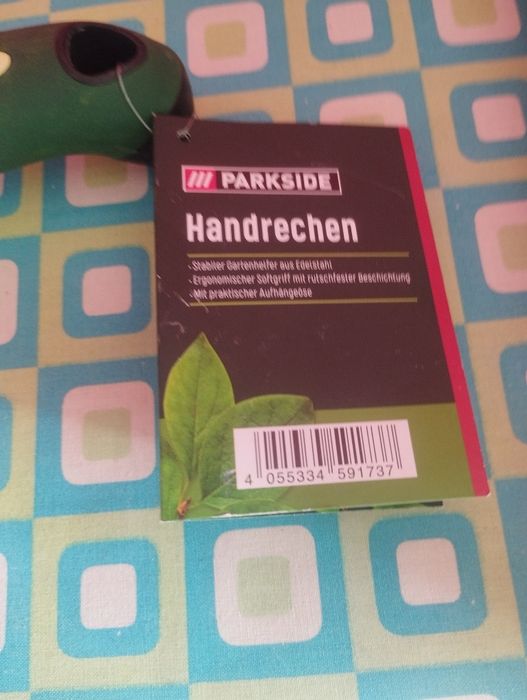 PARKSIDE
Handrechen
- Stabiler Gartenhelfer aus Edelstahl
- Ergonomischer Softgriff mit rutschfester Beschichtung
- Mit praktischer Aufhängeöse
4 055334 591737